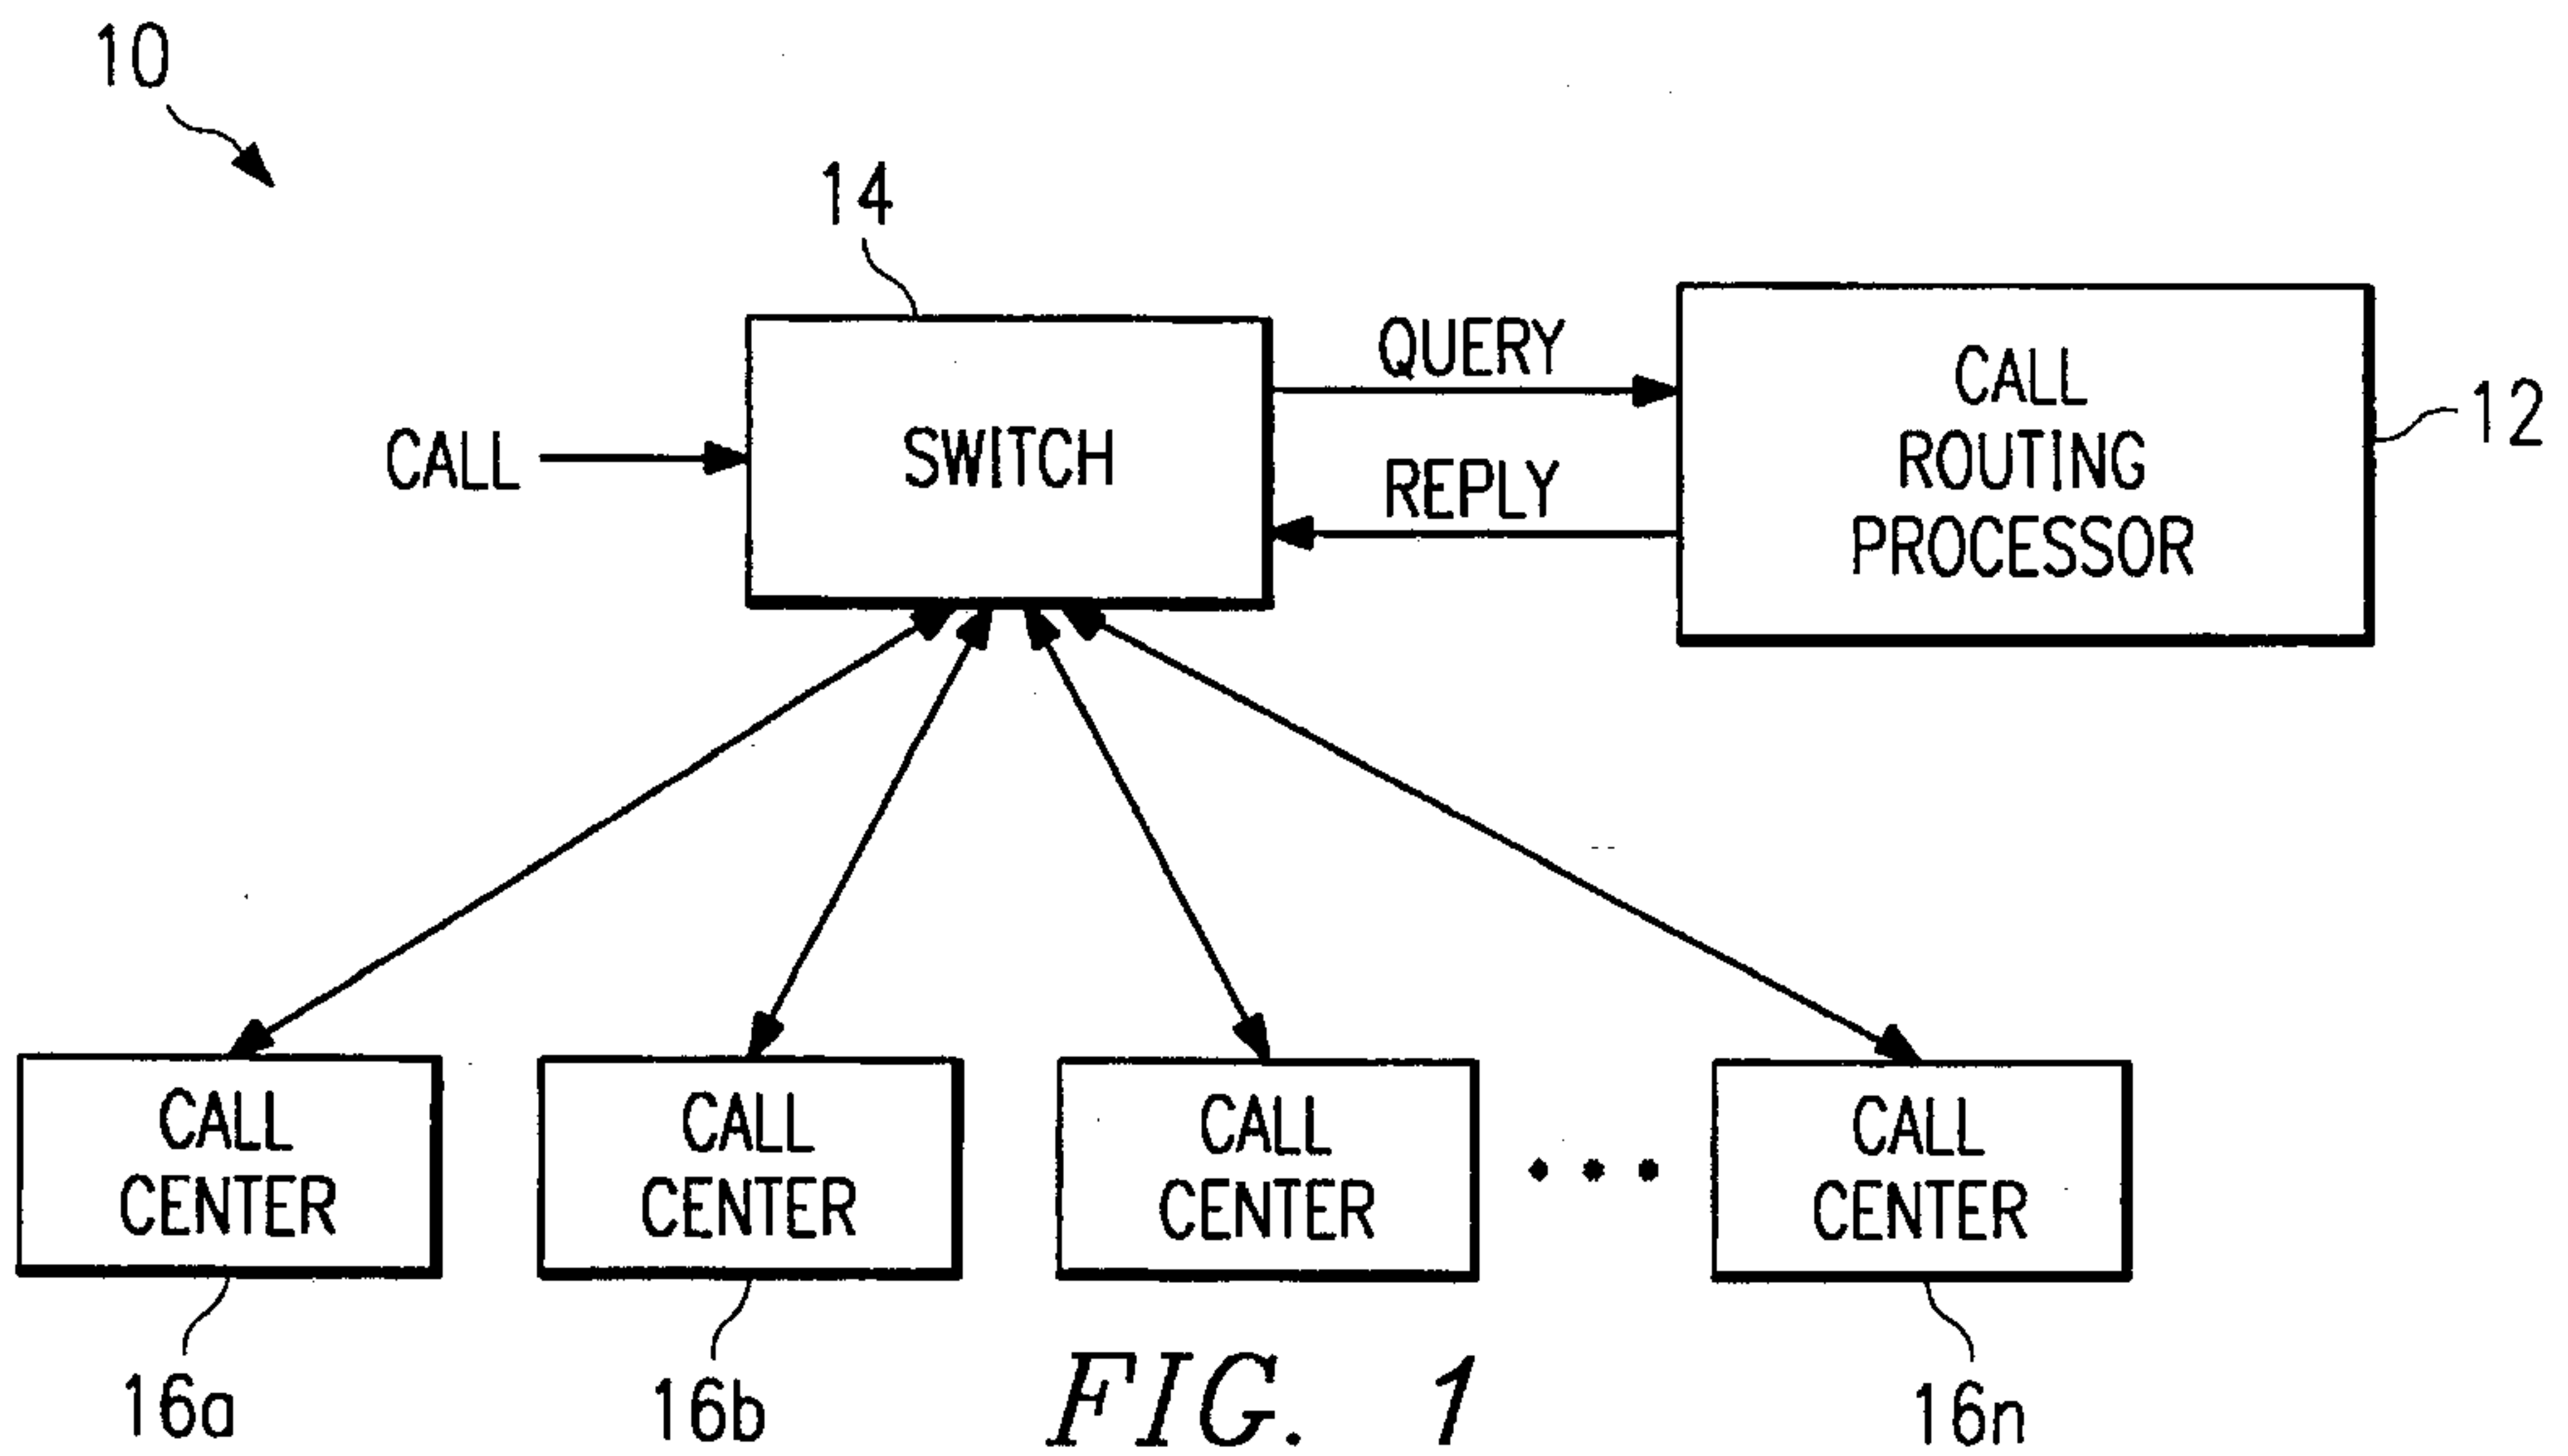 10
14
QUERY
CALL
ROUTING
PROCESSOR
12
CALL
SWITCH
REPLY
CALL
CENTER
CALL
CENTER
CALL
CENTER
CALL
CENTER
16a
16b
16n
FIG. 1